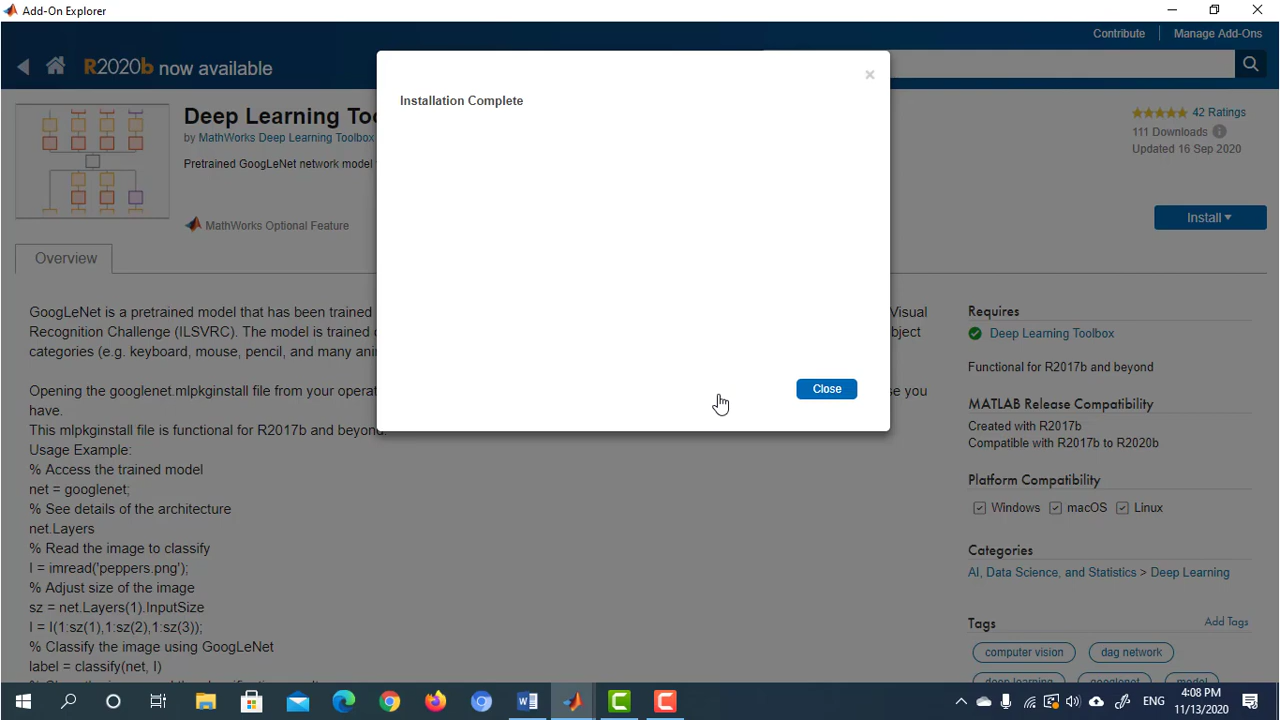 Add-On Explorer
Contribute
Manage Add-Ons
R2020b now available
×
Installation Complete
Close
Deep Learning To
by MathWorks Deep Learning Toolbox
Pretrained GoogLeNet network model
MathWorks Optional Feature
42 Ratings
111 Downloads
Updated 16 Sep 2020
Install
Overview
GoogLeNet is a pretrained model that has been trained Visual
Recognition Challenge (ILSVRC). The model is trained bject
categories (e.g. keyboard, mouse, pencil, and many ani
Opening the googlenet.mlpkginstall file from your operat se you
have.
This mlpkginstall file is functional for R2017b and beyond.
Usage Example:
% Access the trained model
net = googlenet;
% See details of the architecture
net.Layers
% Read the image to classify
I = imread('peppers.png');
% Adjust size of the image
sz = net.Layers(1).InputSize
I = I(1:sz(1),1:sz(2),1:sz(3));
% Classify the image using GoogLeNet
label = classify(net, I)
Requires
Deep Learning Toolbox
Functional for R2017b and beyond
MATLAB Release Compatibility
Created with R2017b
Compatible with R2017b to R2020b
Platform Compatibility
Windows macOS Linux
Categories
AI, Data Science, and Statistics > Deep Learning
Tags
Add Tags
computer vision
dag network
deep learning
googlenet
model
ENG
4:08 PM
11/13/2020